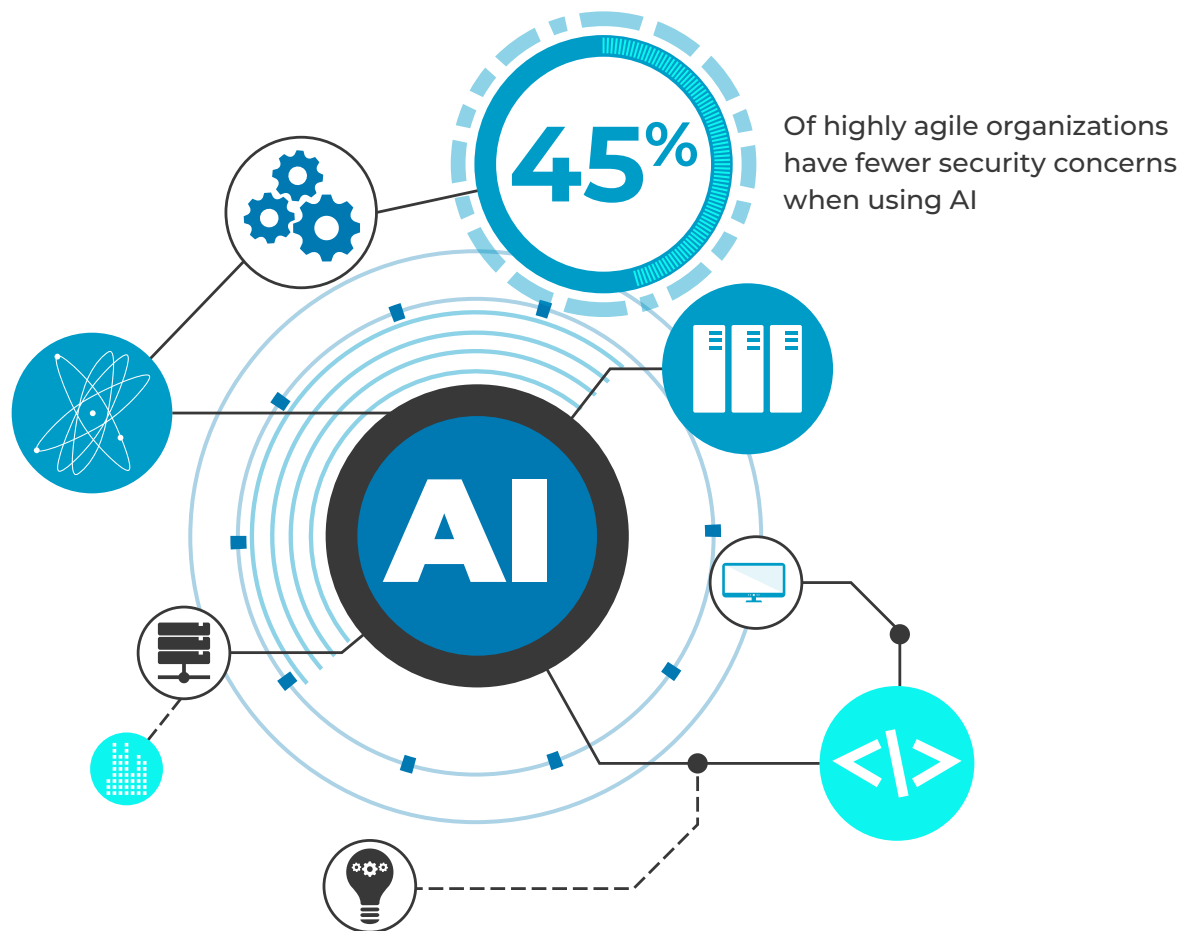 45%
Of highly agile organizations
have fewer security concerns
when using AI
AI
</>